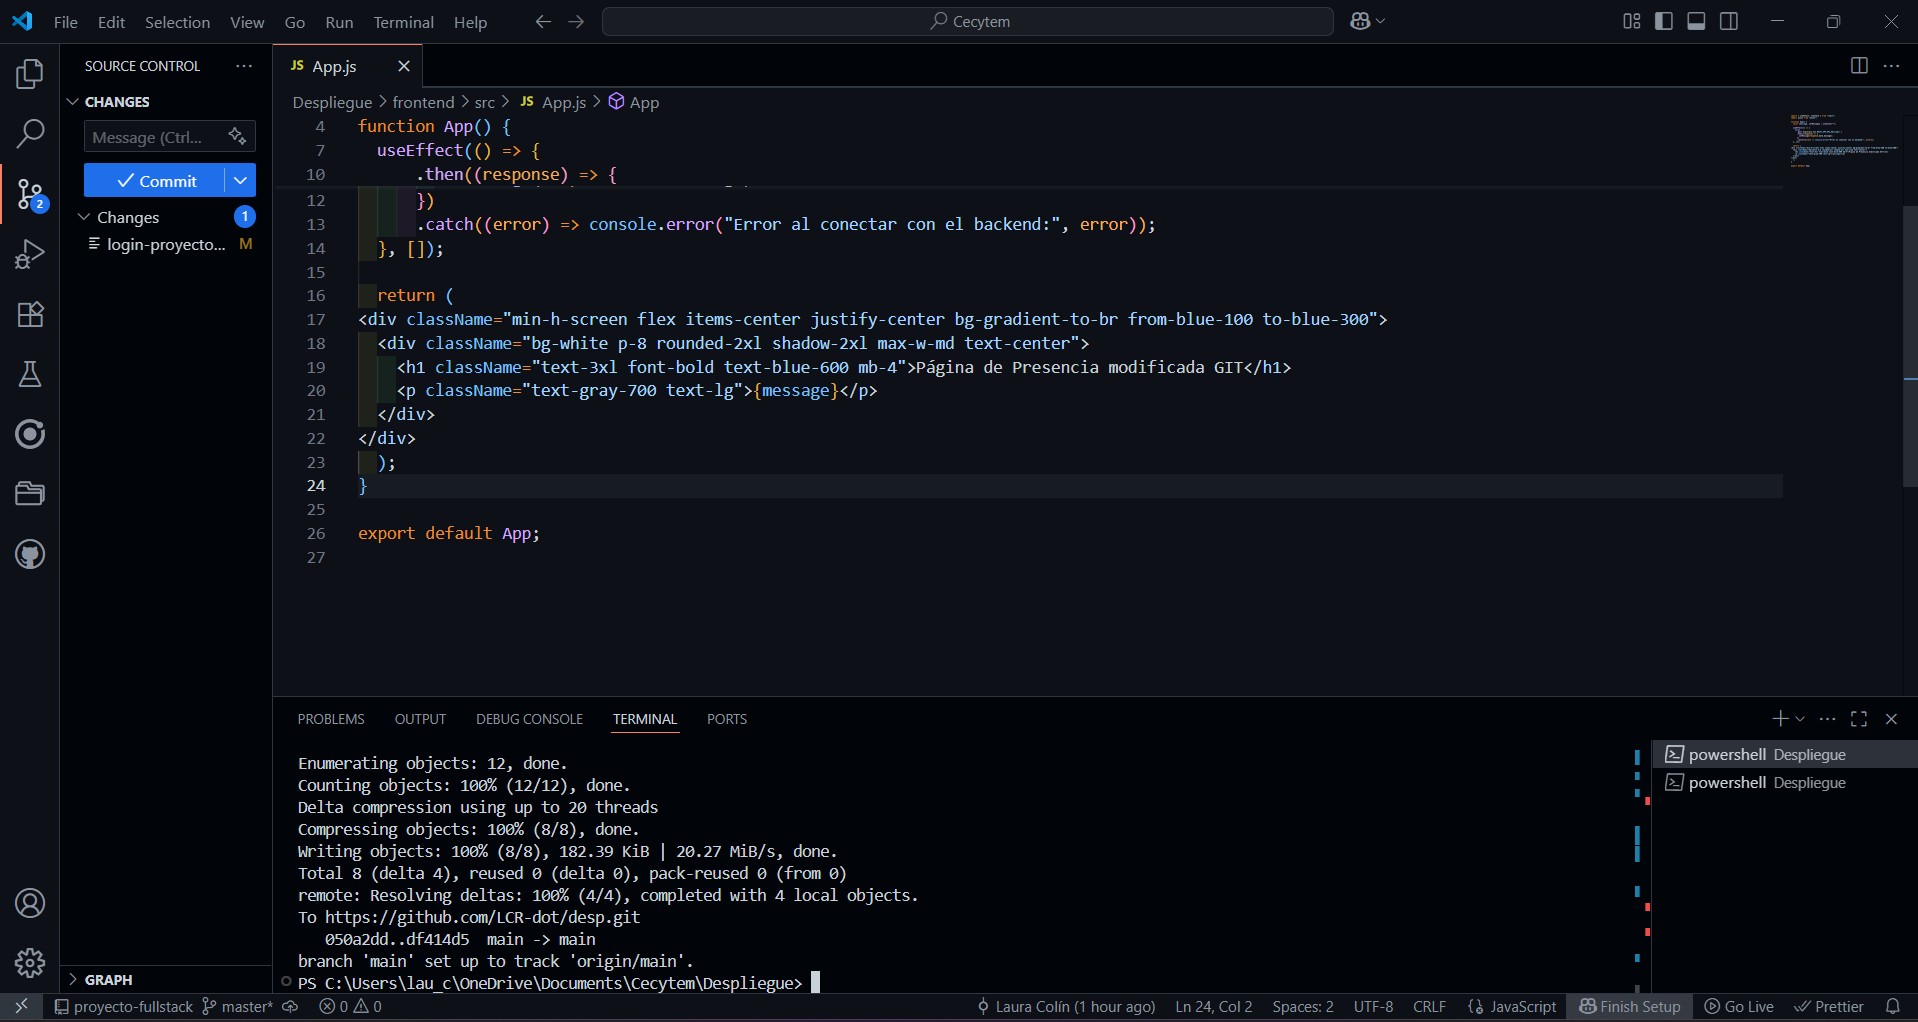 File Edit Selection View Go Run Terminal Help
Cecytem
SOURCE CONTROL
CHANGES
Message (Ctrl...
Commit
Changes 1
login-proyecto... M
2
GRAPH
JS App.js
Despliegue > frontend > src > JS App.js > App
4 function App() {
7 useEffect(() => {
10 .then((response) => {
12 })
13 .catch((error) => console.error("Error al conectar con el backend:", error));
14 }, []);
15
16 return (
17 <div className="min-h-screen flex items-center justify-center bg-gradient-to-br from-blue-100 to-blue-300">
18 <div className="bg-white p-8 rounded-2xl shadow-2xl max-w-md text-center">
19 <h1 className="text-3xl font-bold text-blue-600 mb-4">Página de Presencia modificada GIT</h1>
20 <p className="text-gray-700 text-lg">{message}</p>
21 </div>
22 </div>
23 );
24 }
25
26 export default App;
27
PROBLEMS OUTPUT DEBUG CONSOLE TERMINAL PORTS
Enumerating objects: 12, done.
Counting objects: 100% (12/12), done.
Delta compression using up to 20 threads
Compressing objects: 100% (8/8), done.
Writing objects: 100% (8/8), 182.39 KiB | 20.27 MiB/s, done.
Total 8 (delta 4), reused 0 (delta 0), pack-reused 0 (from 0)
remote: Resolving deltas: 100% (4/4), completed with 4 local objects.
To https://github.com/LCR-dot/desp.git
050a2dd..df414d5 main -> main
branch 'main' set up to track 'origin/main'.
PS C:\Users\lau_c\OneDrive\Documents\Cecytem\Despliegue>
powershell Despliegue
powershell Despliegue
proyecto-fullstack master* 0 0 Laura Colín (1 hour ago) Ln 24, Col 2 Spaces: 2 UTF-8 CRLF {} JavaScript Finish Setup Go Live Prettier